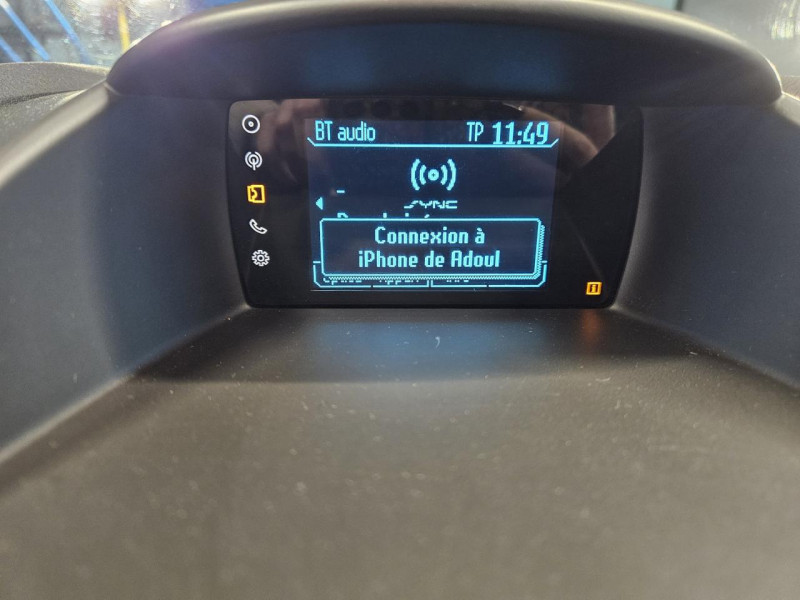 BT audio TP 11:49
SYNC
Connexion à
iPhone de Adoul